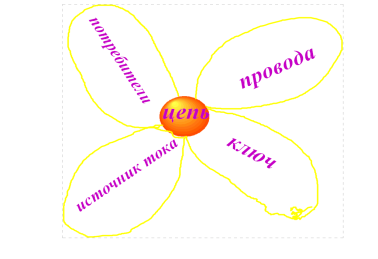 потребители
провода
цепь
источник тока
ключ